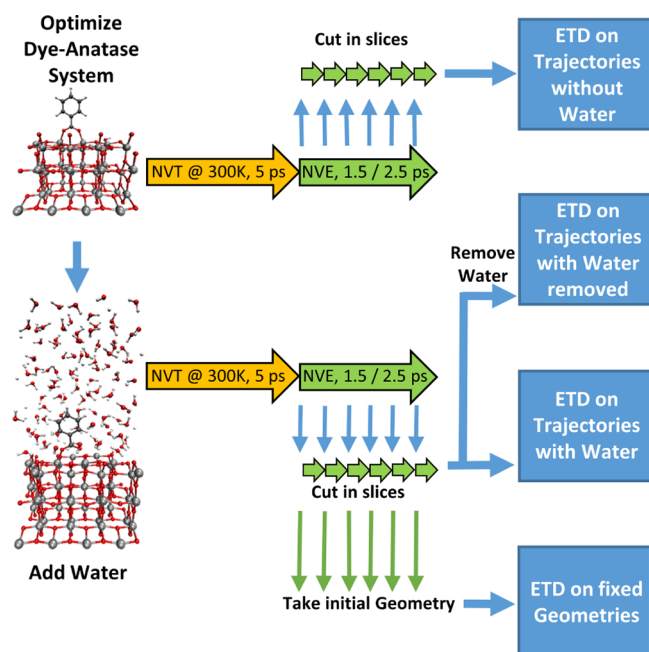 Optimize
Dye-Anatase
System
Cut in slices
ETD on
Trajectories
without
Water
NVT @ 300K, 5 ps
NVE, 1.5 / 2.5 ps
Remove
Water
ETD on
Trajectories
with Water
removed
NVT @ 300K, 5 ps
NVE, 1.5 / 2.5 ps
ETD on
Trajectories
with Water
Cut in slices
Add Water
Take initial Geometry
ETD on fixed
Geometries